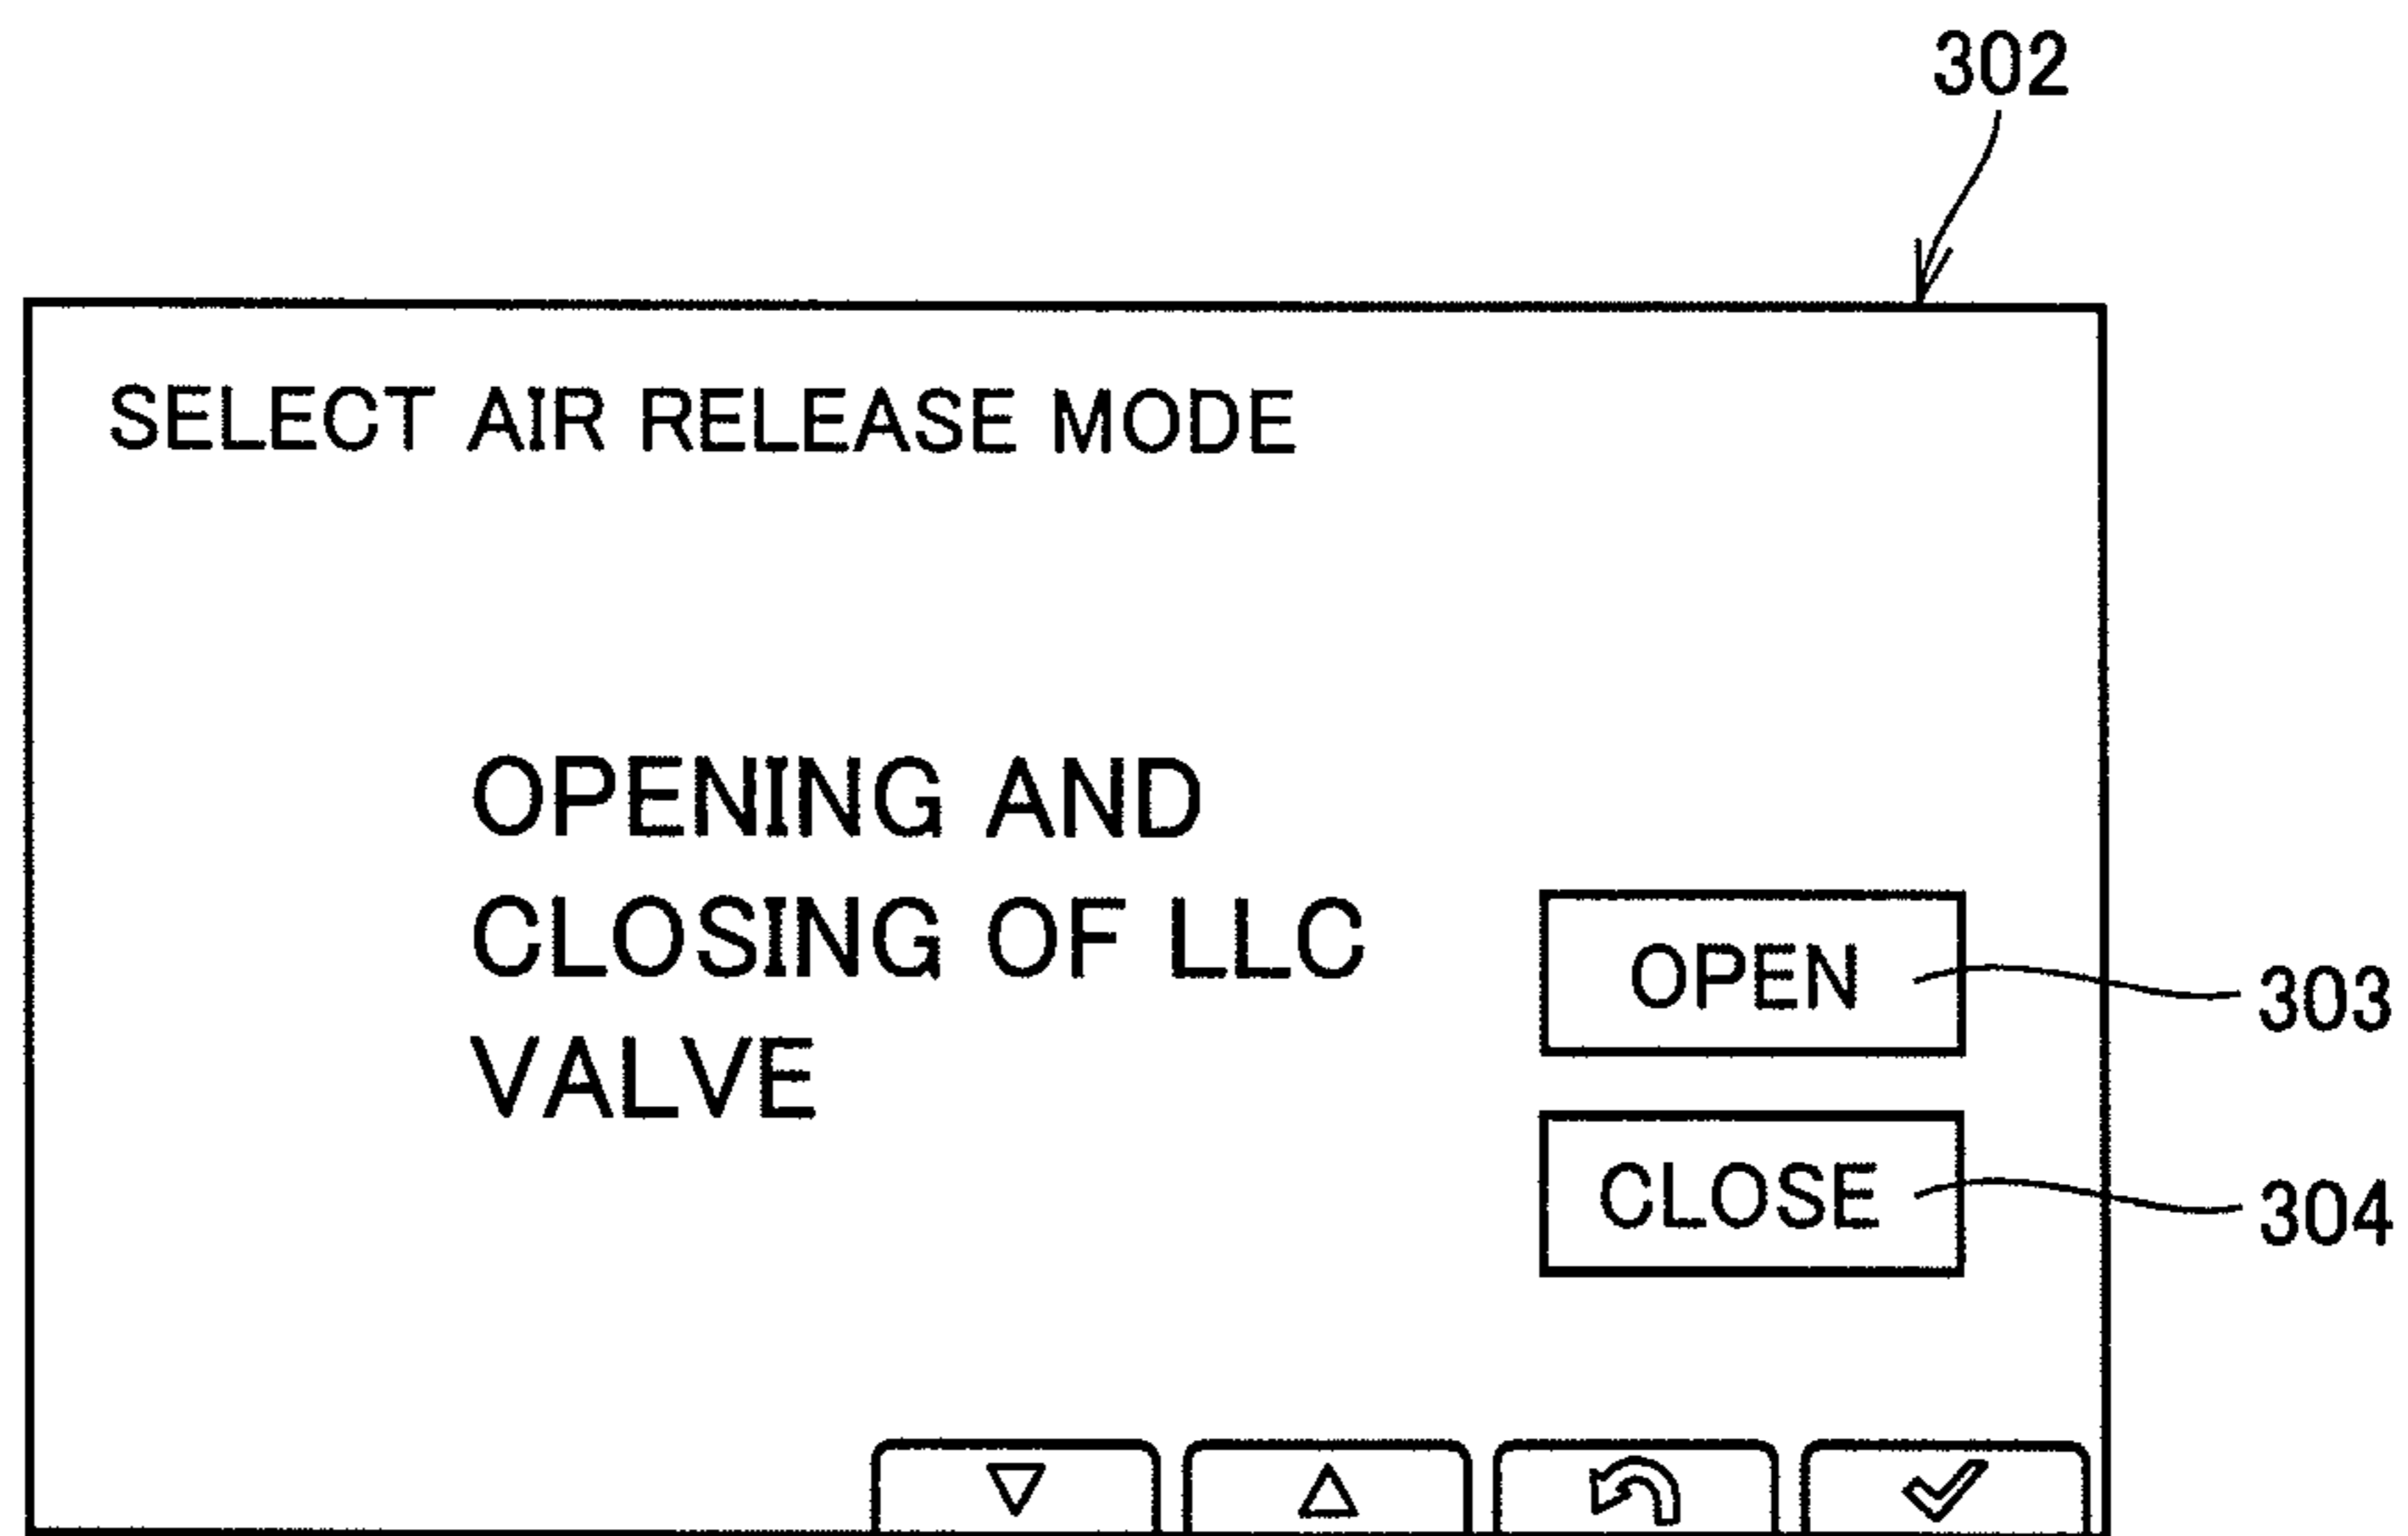 302
SELECT AIR RELEASE MODE
OPENING AND
CLOSING OF LLC
VALVE
OPEN
303
CLOSE
304